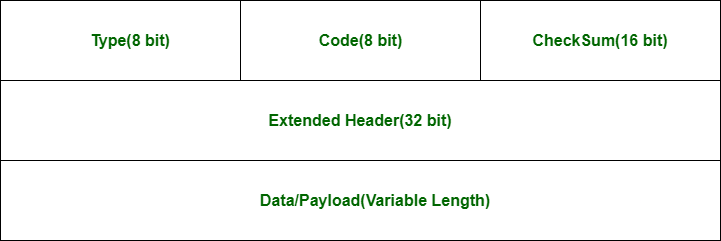 Type(8 bit)
Code(8 bit)
CheckSum(16 bit)
Extended Header(32 bit)
Data/Payload(Variable Length)